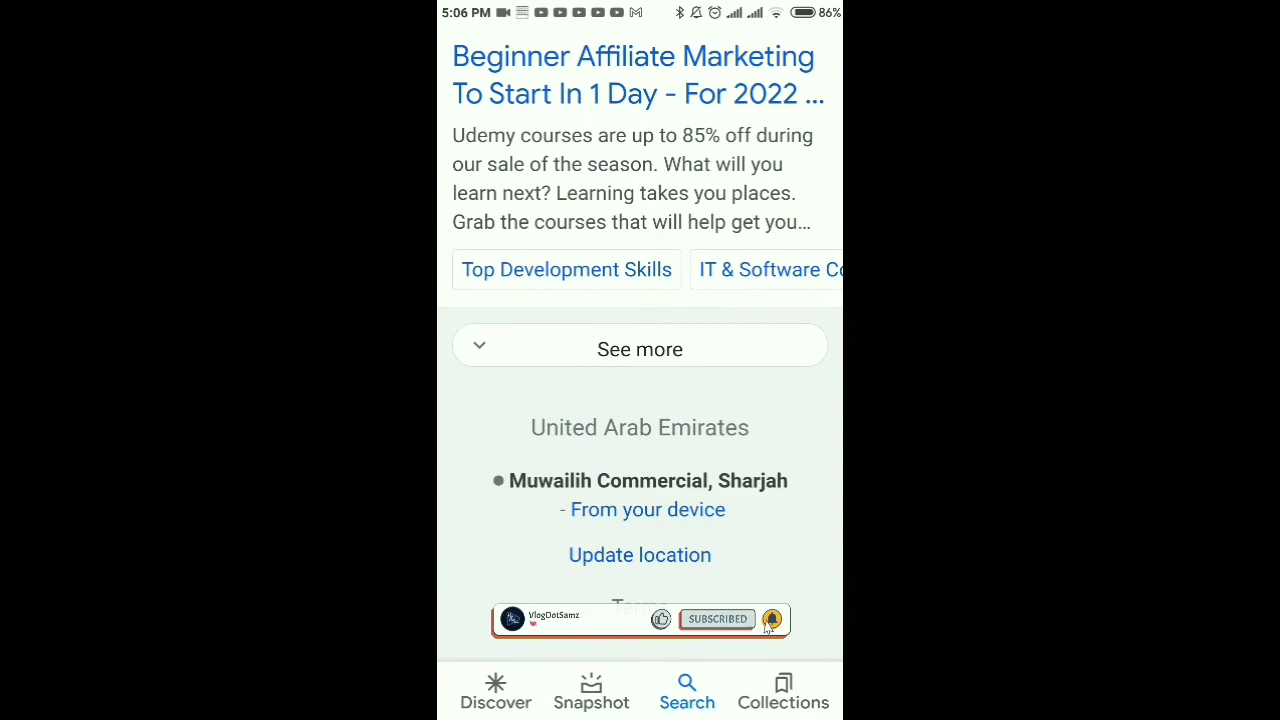 5:06 PM
86%
Beginner Affiliate Marketing
To Start In 1 Day - For 2022 ...
Udemy courses are up to 85% off during
our sale of the season. What will you
learn next? Learning takes you places.
Grab the courses that will help get you...
Top Development Skills
IT & Software Co
See more
United Arab Emirates
Muwailih Commercial, Sharjah
- From your device
Update location
VlogDotSamz
SUBSCRIBED
Discover
Snapshot
Search
Collections